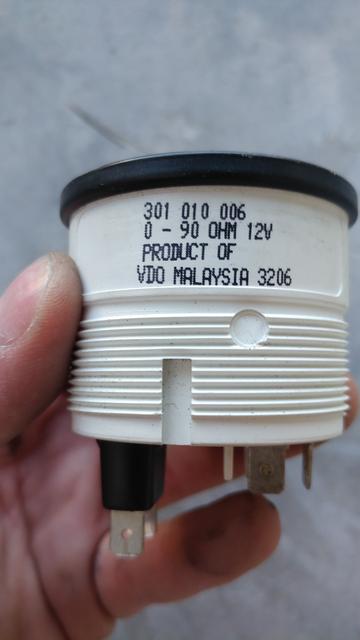 301 010 006
0 - 90 OHM 12V
PRODUCT OF
VDO MALAYSIA 3206